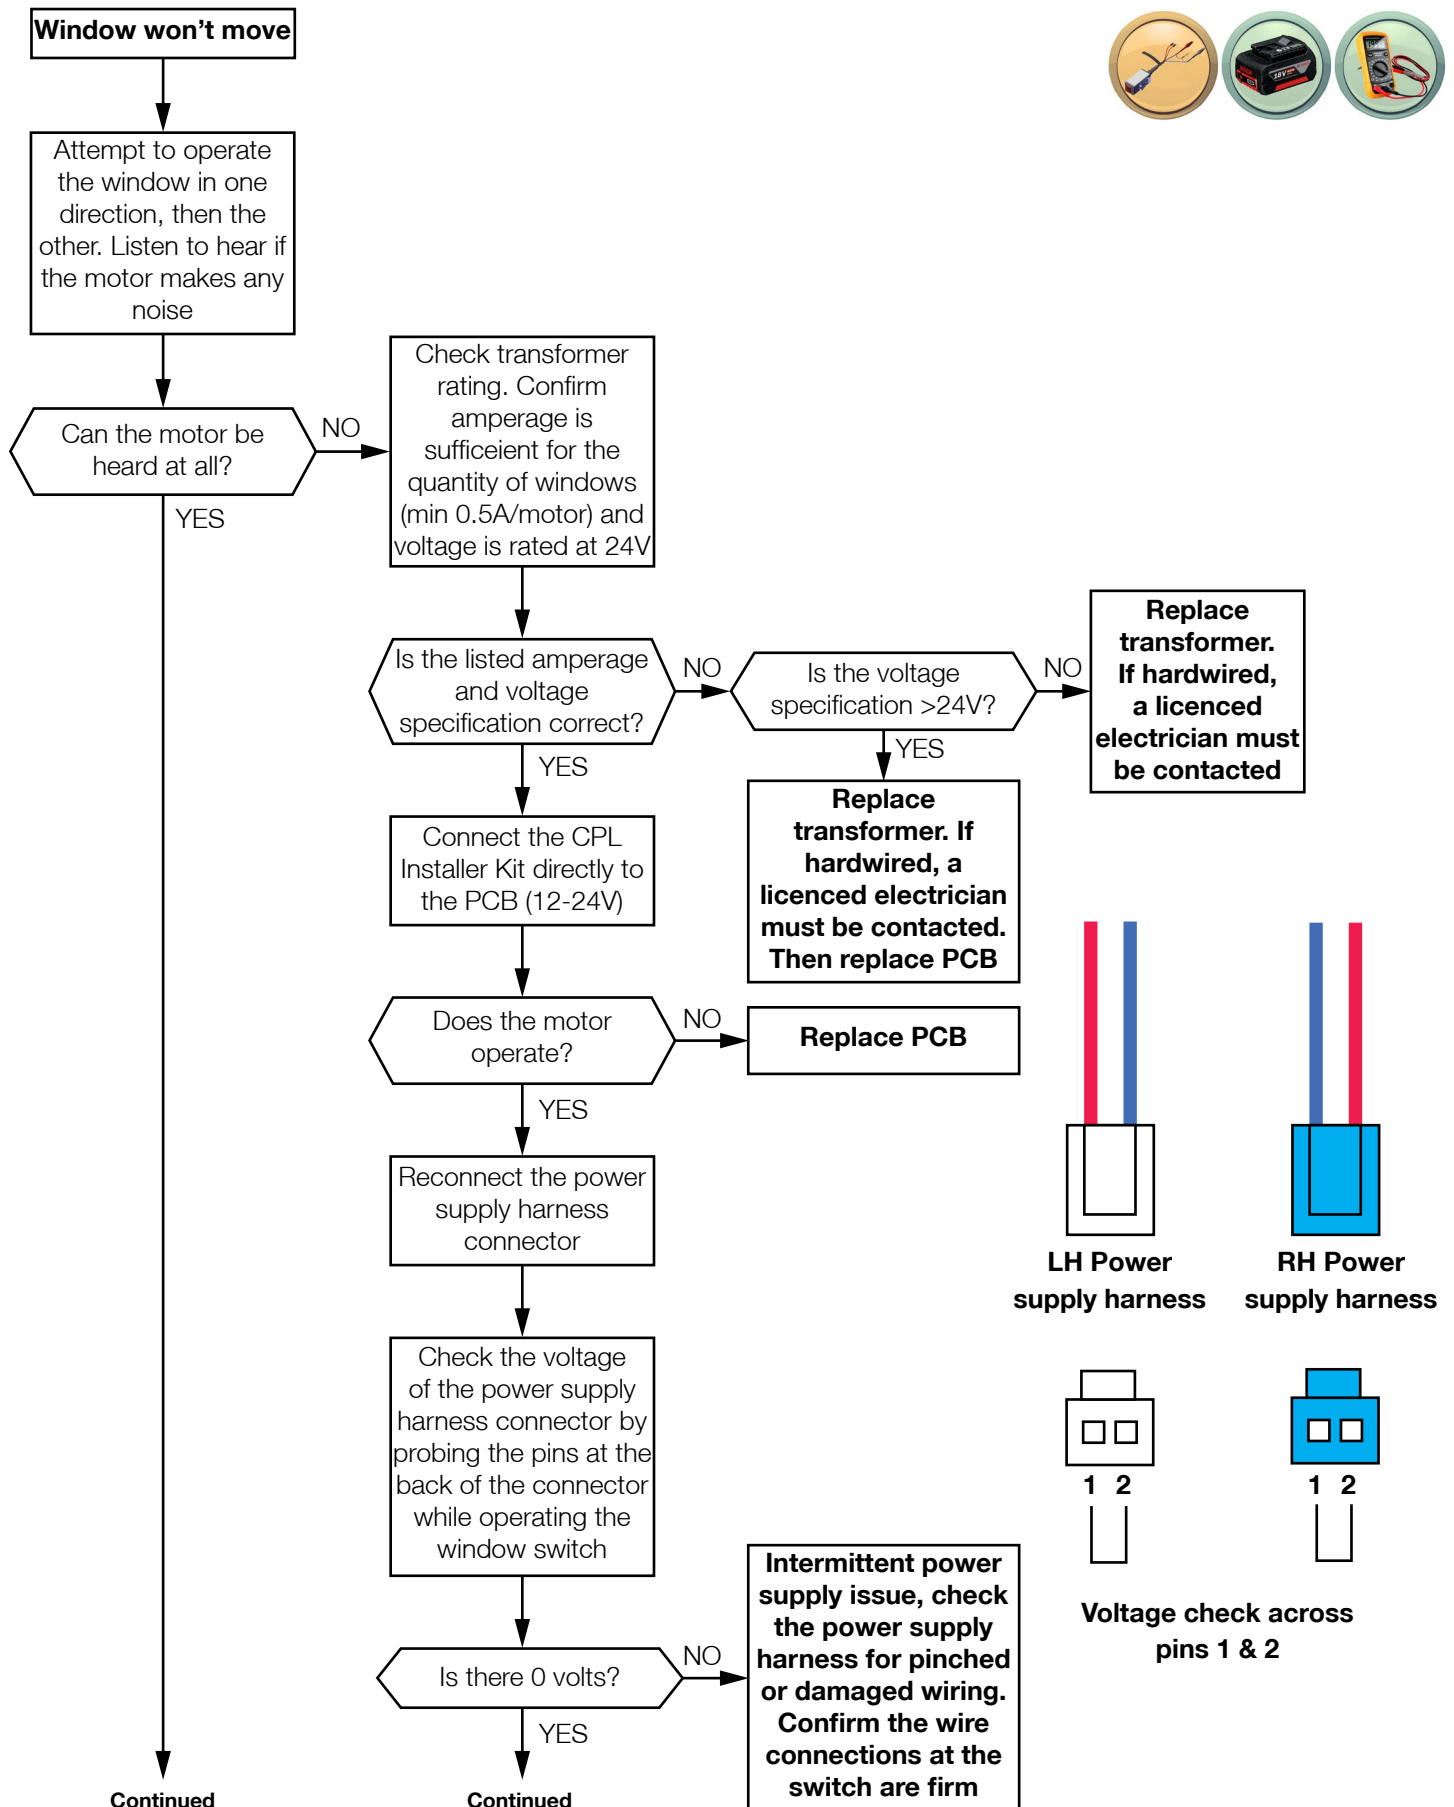 Window won't move
Attempt to operate
the window in one
direction, then the
other. Listen to hear if
the motor makes any
noise
Can the motor be
heard at all?
NO
YES
Check transformer
rating. Confirm
amperage is
sufficeient for the
quantity of windows
(min 0.5A/motor) and
voltage is rated at 24V
Is the listed amperage
and voltage
specification correct?
NO
YES
Is the voltage
specification >24V?
NO
YES
Replace
transformer.
If hardwired,
a licenced
electrician must
be contacted
Replace
transformer. If
hardwired, a
licenced electrician
must be contacted.
Then replace PCB
Connect the CPL
Installer Kit directly to
the PCB (12-24V)
Does the motor
operate?
NO
YES
Replace PCB
Reconnect the power
supply harness
connector
Check the voltage
of the power supply
harness connector by
probing the pins at the
back of the connector
while operating the
window switch
Is there 0 volts?
NO
YES
Intermittent power
supply issue, check
the power supply
harness for pinched
or damaged wiring.
Confirm the wire
connections at the
switch are firm
LH Power
supply harness
RH Power
supply harness
1 2
1 2
Voltage check across
pins 1 & 2
Continued
Continued
18V